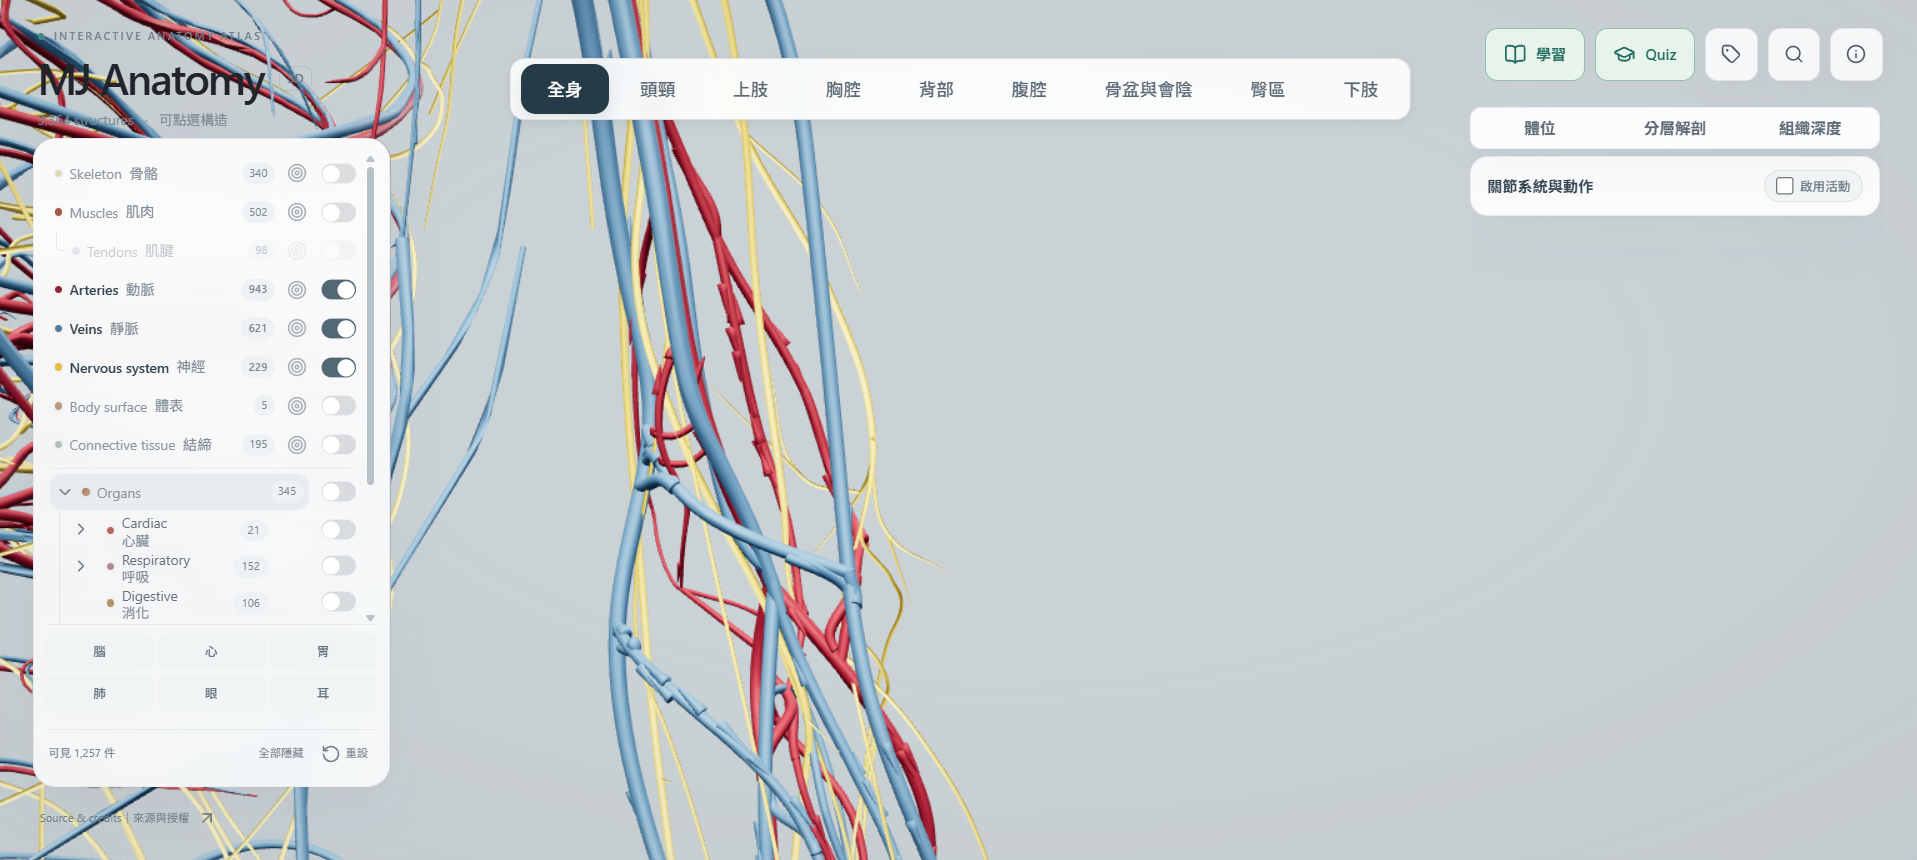 INTERACTIVE ANATOMY ATLAS
MJ Anatomy
structures · 可點選構造
Skeleton 骨骼 340
Muscles 肌肉 502
Tendons 肌腱 98
Arteries 動脈 943
Veins 靜脈 621
Nervous system 神經 229
Body surface 體表 5
Connective tissue 結締 195
Organs 345
Cardiac 21
心臟
Respiratory 152
呼吸
Digestive 106
消化
腦 心 胃
肺 眼 耳
可見 1,257 件 全部隱藏 重設
Source & credits | 來源與授權
全身 頭頸 上肢 胸腔 背部 腹腔 骨盆與會陰 臀區 下肢
學習 Quiz
體位 分層解剖 組織深度
關節系統與動作 啟用活動